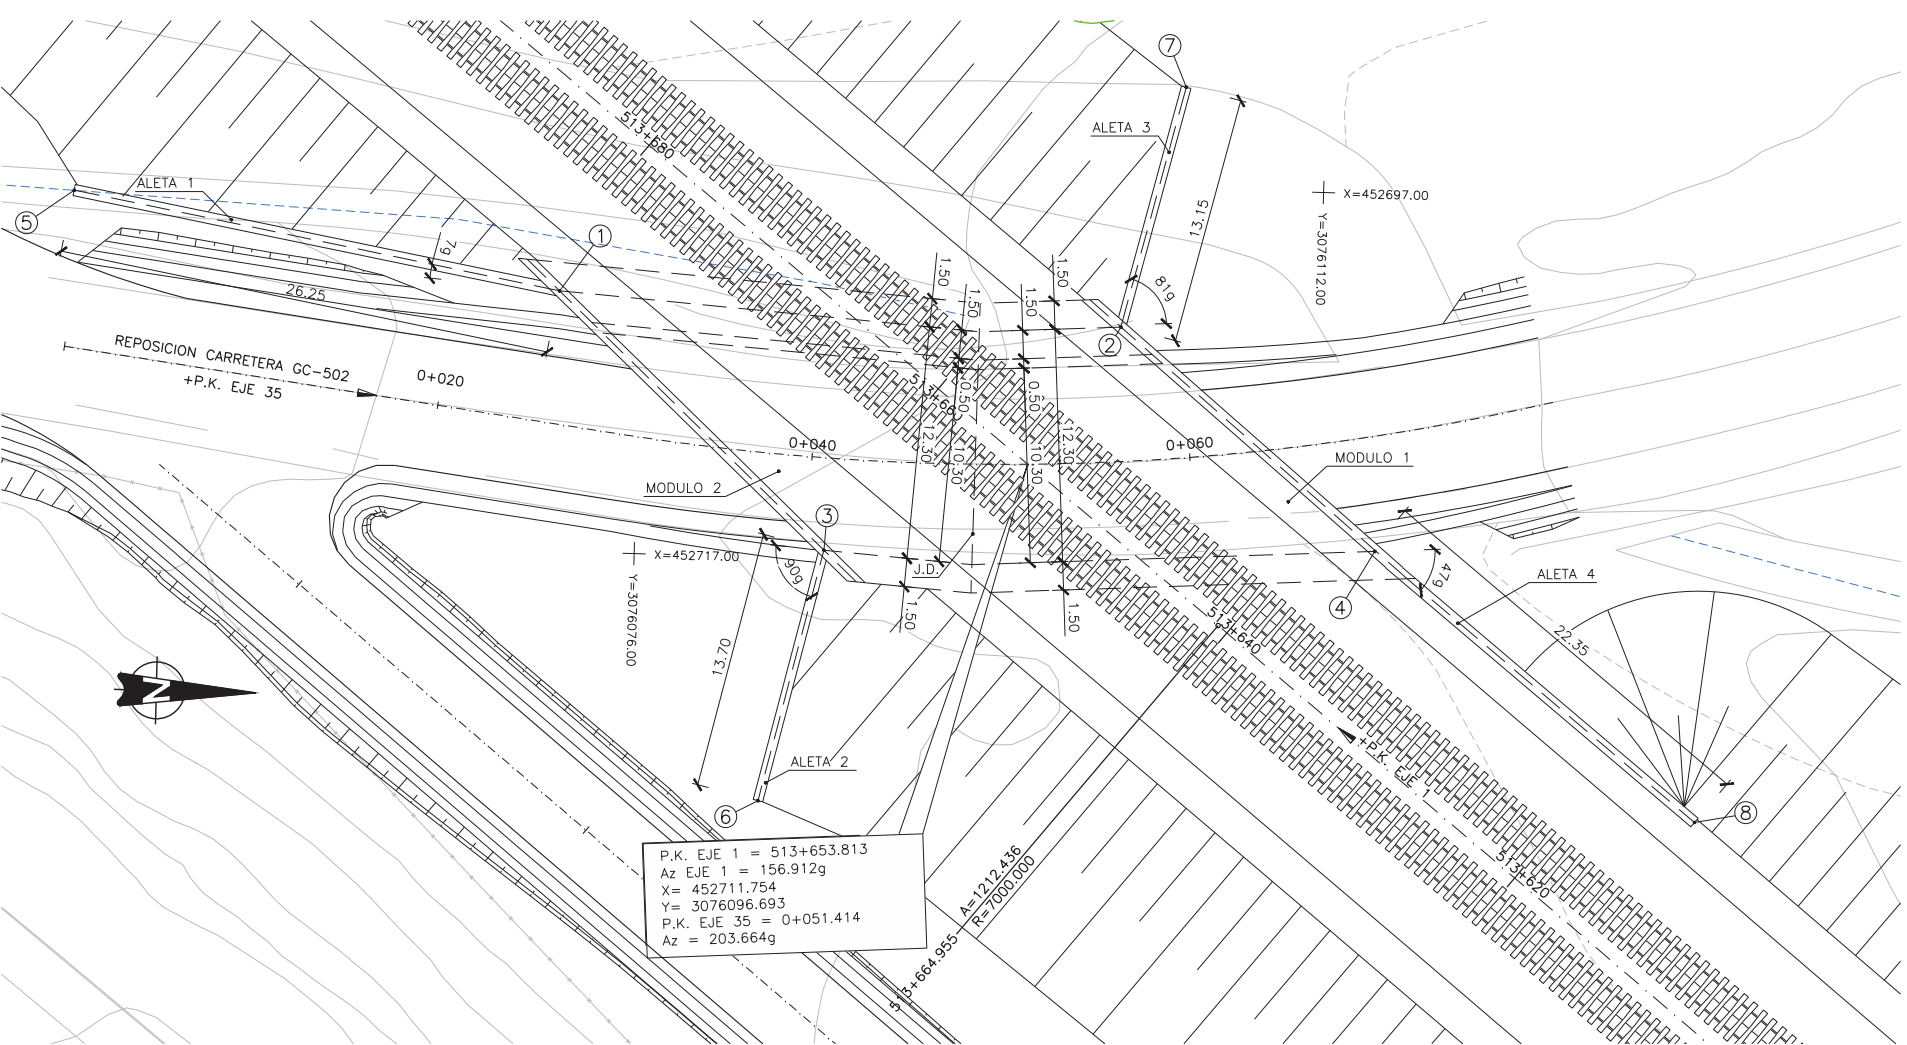 7
513+680
ALETA 3
ALETA 1
X=452697.00
Y=3076112.00
13.15
5
1
7g
81g
26.25
1.50
1.50
1.50
1.50
2
REPOSICION CARRETERA GC-502
+P.K. EJE 35
0+020
0+040
0+060
0.50
0.50
12.30
10.30
10.30
12.30
MODULO 2
MODULO 1
3
X=452717.00
Y=3076076.00
90g
J.D.
1.50
1.50
47g
ALETA 4
4
513+640
22.35
13.70
N
ALETA 2
6
+P.K. EJE 1
8
P.K. EJE 1 = 513+653.813
Az EJE 1 = 156.912g
X= 452711.754
Y= 3076096.693
P.K. EJE 35 = 0+051.414
Az = 203.664g
A=1212.436
R=7000.000
513+664.955
513+620